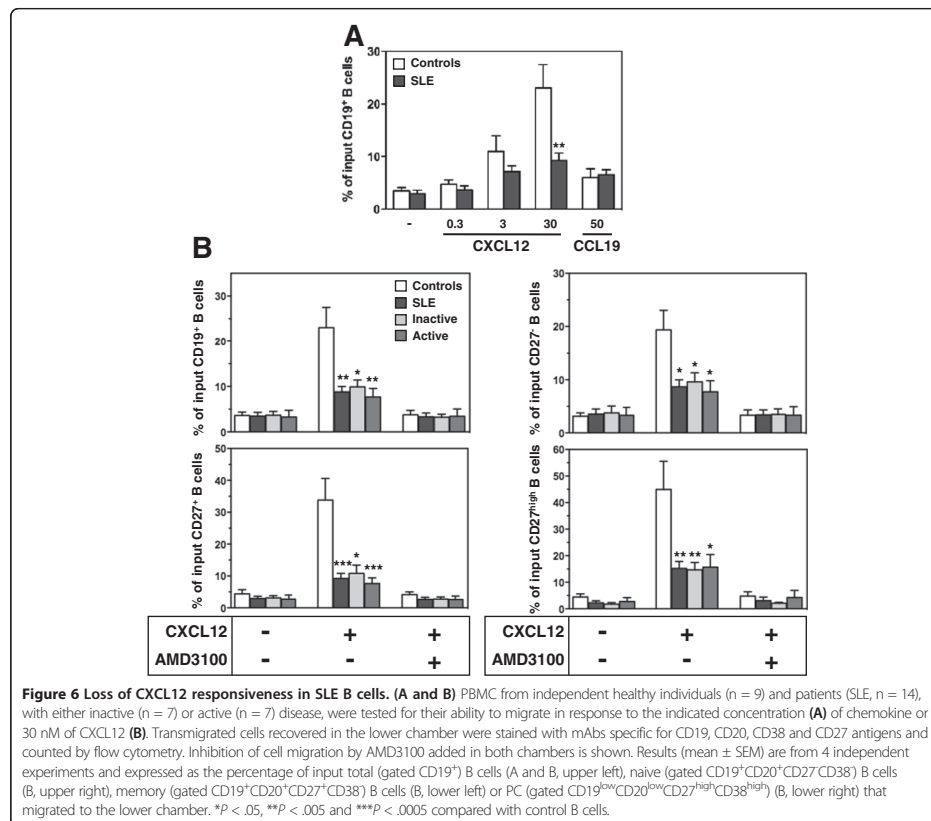 A
% of input CD19+ B cells
30
20
10
0
Controls
SLE
**
- 0.3 3 30 50
CXCL12 CCL19
B
% of input CD19+ B cells
30
20
10
0
Controls
SLE
Inactive
Active
** * **
% of input CD27- B cells
30
20
10
0
* * *
% of input CD27+ B cells
50
40
30
20
10
0
*** * ***
% of input CD27high B cells
60
50
40
30
20
10
0
** ** *
CXCL12 - + +
AMD3100 - - +
CXCL12 - + +
AMD3100 - - +
Figure 6 Loss of CXCL12 responsiveness in SLE B cells. (A and B) PBMC from independent healthy individuals (n = 9) and patients (SLE, n = 14),
with either inactive (n = 7) or active (n = 7) disease, were tested for their ability to migrate in response to the indicated concentration (A) of chemokine or
30 nM of CXCL12 (B). Transmigrated cells recovered in the lower chamber were stained with mAbs specific for CD19, CD20, CD38 and CD27 antigens and
counted by flow cytometry. Inhibition of cell migration by AMD3100 added in both chambers is shown. Results (mean ± SEM) are from 4 independent
experiments and expressed as the percentage of input total (gated CD19+) B cells (A and B, upper left), naive (gated CD19+CD20+CD27-CD38-) B cells
(B, upper right), memory (gated CD19+CD20+CD27+CD38-) B cells (B, lower left) or PC (gated CD19lowCD20lowCD27highCD38high) (B, lower right) that
migrated to the lower chamber. *P < .05, **P < .005 and ***P < .0005 compared with control B cells.